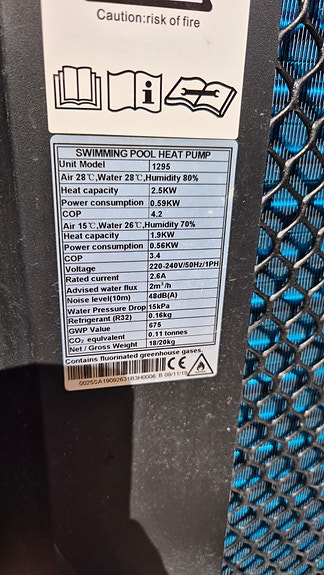 Caution:risk of fire
SWIMMING POOL HEAT PUMP
Unit Model 1295
Air 28℃,Water 28℃,Humidity 80%
Heat capacity 2.5KW
Power consumption 0.59KW
COP 4.2
Air 15℃,Water 26℃,Humidity 70%
Heat capacity 1.9KW
Power consumption 0.56KW
COP 3.4
Voltage 220-240V/50Hz/1PH
Rated current 2.6A
Advised water flux 2m³/h
Noise level(10m) 48dB(A)
Water Pressure Drop 15kPa
Refrigerant (R32) 0.16kg
GWP Value 675
CO₂ equivalent 0.11 tonnes
Net / Gross Weight 18/20kg
Contains fluorinated greenhouse gases.
B 09/11/19